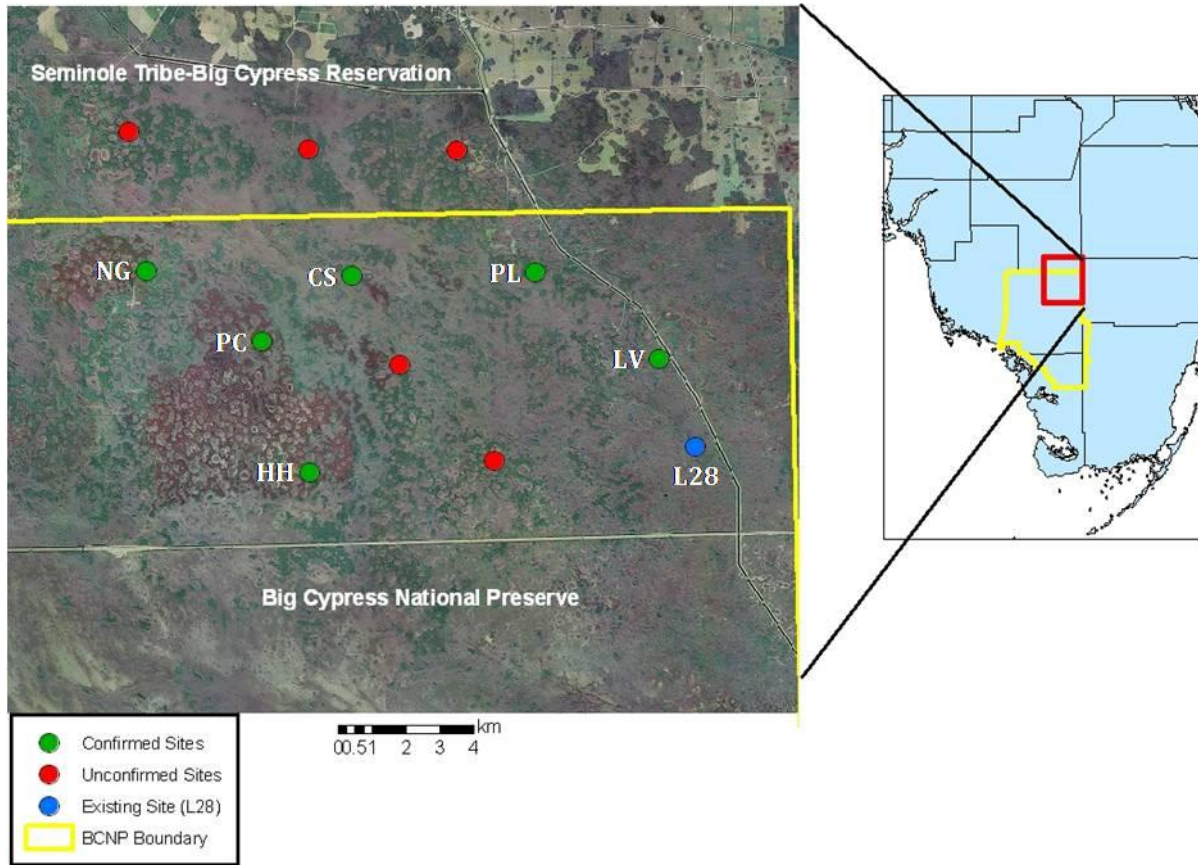 Seminole Tribe-Big Cypress Reservation
NG
CS
PL
PC
LV
HH
L28
Big Cypress National Preserve
km
00.51 2 3 4
Confirmed Sites
Unconfirmed Sites
Existing Site (L28)
BCNP Boundary